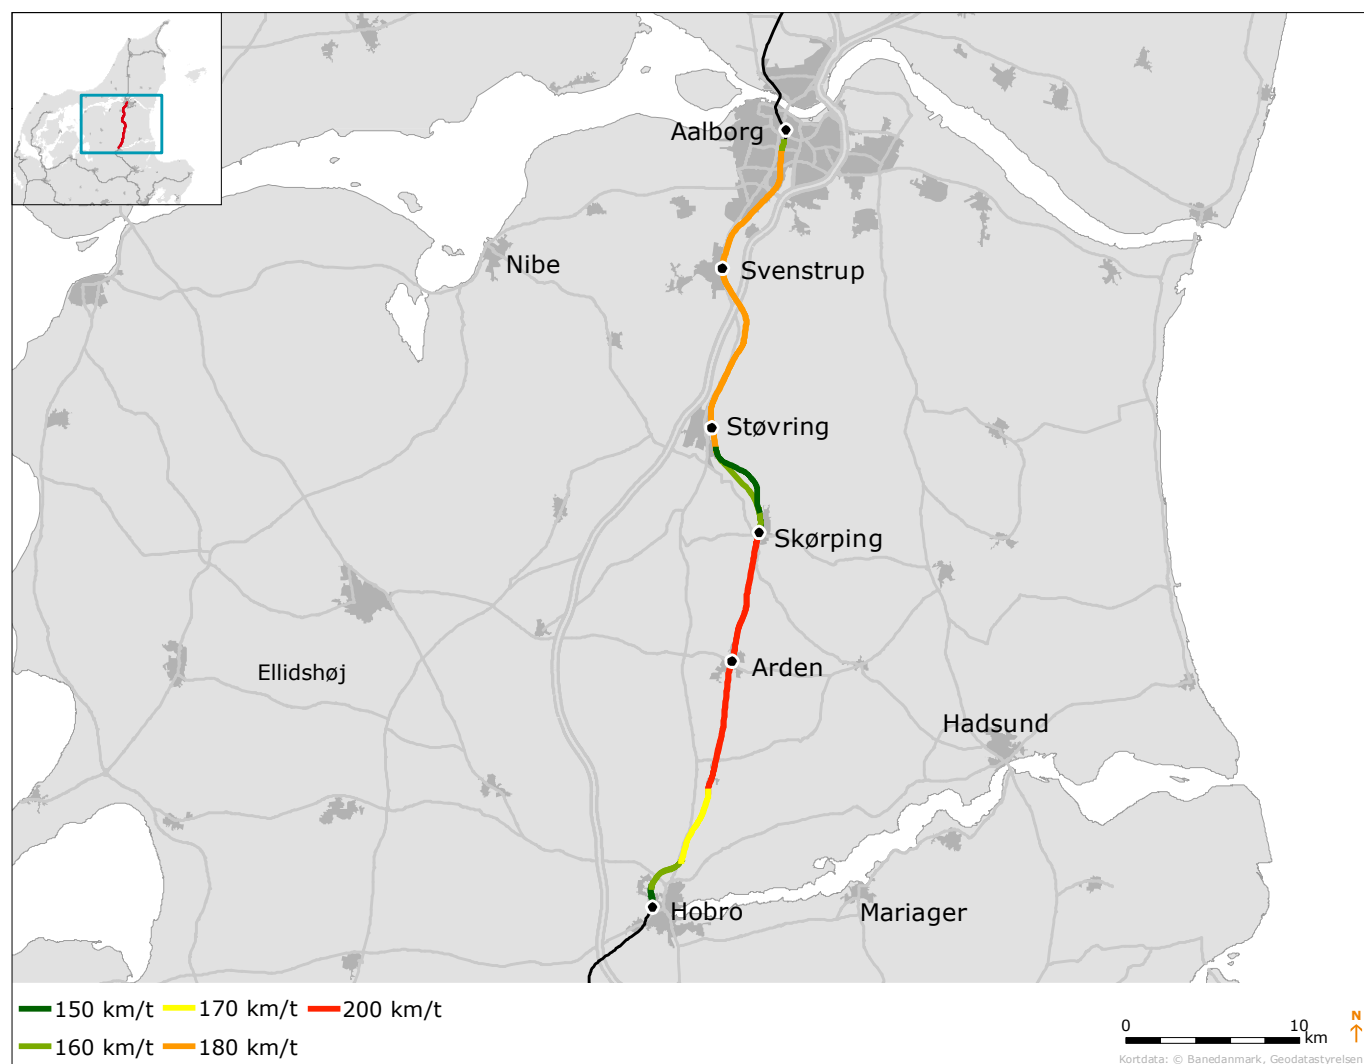 Aalborg
Nibe
Svenstrup
Støvring
Skørping
Ellidshøj
Arden
Hadsund
Hobro
Mariager
150 km/t 170 km/t 200 km/t
160 km/t 180 km/t
0 10
km
N
Kortdata: © Banedanmark, Geodatastyrelsen